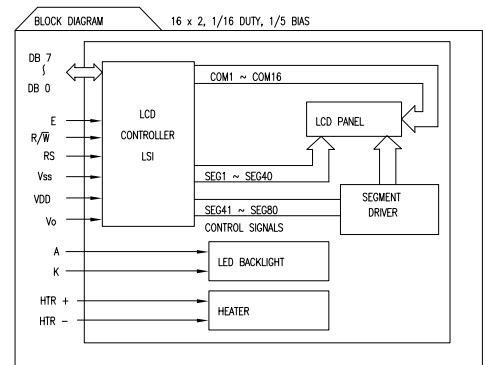 BLOCK DIAGRAM 16 x 2, 1/16 DUTY, 1/5 BIAS
DB 7
DB 0
COM1 ~ COM16
LCD
CONTROLLER
LSI
LCD PANEL
E
R/W̅
RS
Vss
VDD
Vo
SEG1 ~ SEG40
SEG41 ~ SEG80
CONTROL SIGNALS
SEGMENT
DRIVER
A
K
LED BACKLIGHT
HTR +
HTR −
HEATER